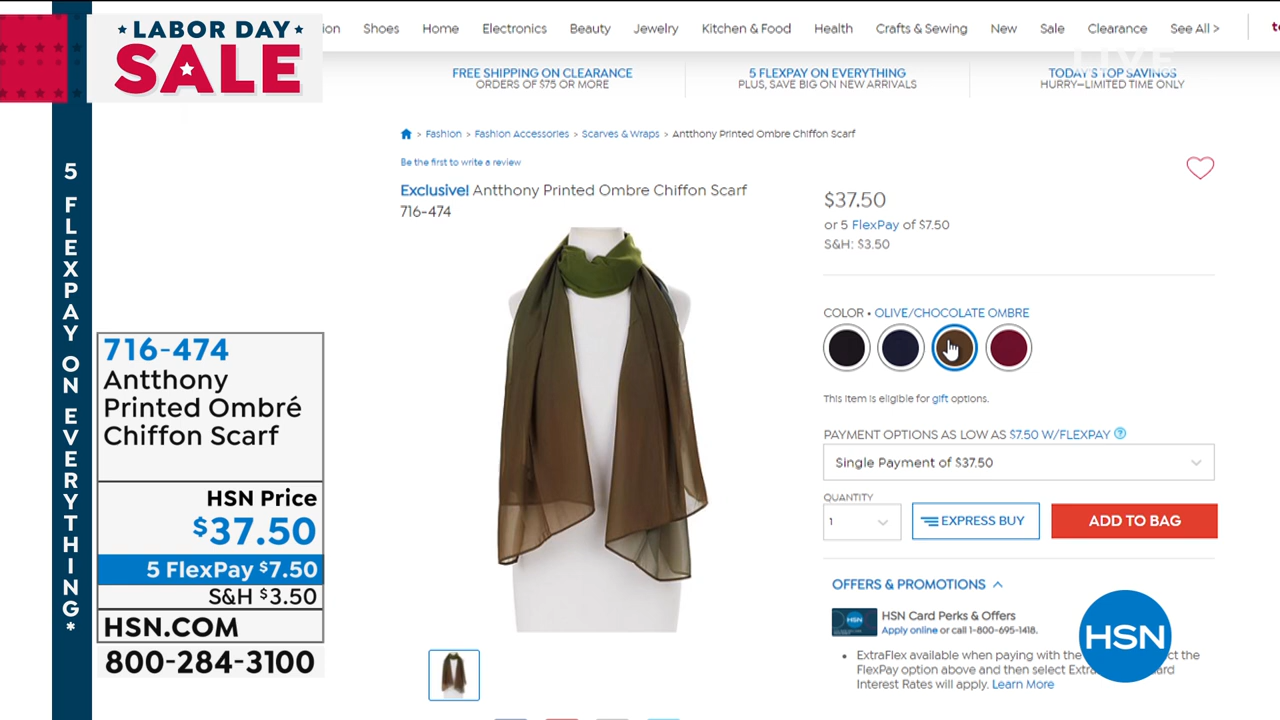 ★LABOR DAY★
SALE
5 FLEXPAY ON EVERYTHING*
Shoes
Home
Electronics
Beauty
Jewelry
Kitchen & Food
Health
Crafts & Sewing
New
Sale
Clearance
See All >
LIVE
FREE SHIPPING ON CLEARANCE
ORDERS OF $75 OR MORE
5 FLEXPAY ON EVERYTHING
PLUS, SAVE BIG ON NEW ARRIVALS
TODAY'S TOP SAVINGS
HURRY—LIMITED TIME ONLY
> Fashion > Fashion Accessories > Scarves & Wraps > Antthony Printed Ombre Chiffon Scarf
Be the first to write a review
Exclusive! Antthony Printed Ombre Chiffon Scarf
716-474
$37.50
or 5 FlexPay of $7.50
S&H: $3.50
COLOR • OLIVE/CHOCOLATE OMBRE
This item is eligible for gift options.
PAYMENT OPTIONS AS LOW AS $7.50 W/FLEXPAY ?
Single Payment of $37.50
QUANTITY
1
EXPRESS BUY
ADD TO BAG
OFFERS & PROMOTIONS
HSN
HSN Card Perks & Offers
Apply online or call 1-800-695-1418.
• ExtraFlex available when paying with the
ct the
FlexPay option above and then select Extra
Interest Rates will apply. Learn More
HSN
716-474
Antthony
Printed Ombré
Chiffon Scarf
HSN Price
$37.50
5 FlexPay $7.50
S&H $3.50
HSN.COM
800-284-3100